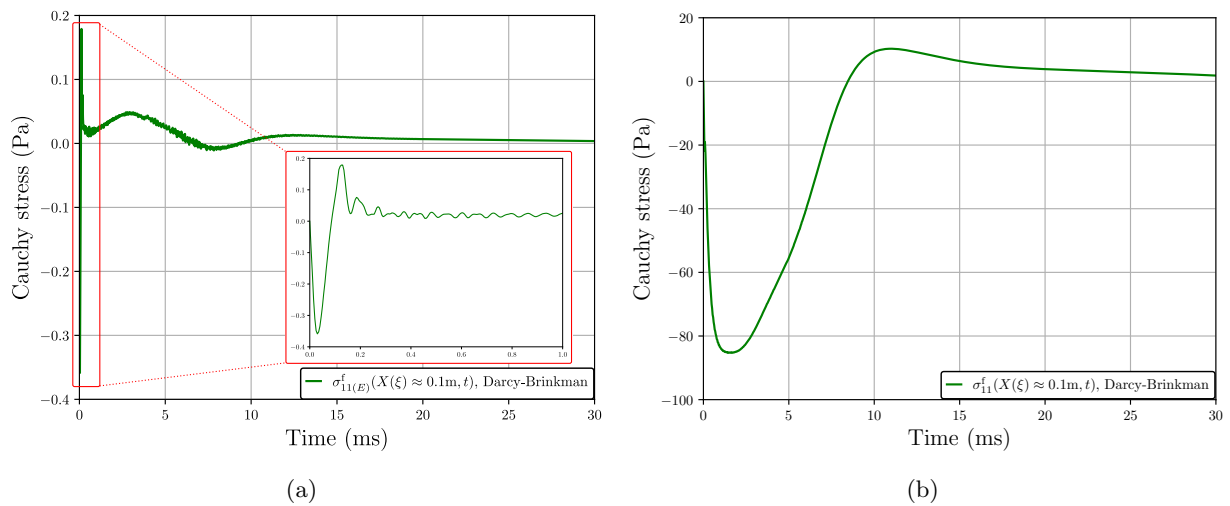 0.2
0.1
0.0
−0.1
−0.2
−0.3
−0.4
Cauchy stress (Pa)
0 5 10 15 20 25 30
Time (ms)
0.2
0.1
0.0
−0.1
−0.2
−0.3
−0.4
0.0 0.2 0.4 0.6 0.8 1.0
σ^f_11(E)(X(ξ) ≈ 0.1m, t), Darcy-Brinkman
(a)
20
0
−20
−40
−60
−80
−100
Cauchy stress (Pa)
0 5 10 15 20 25 30
Time (ms)
σ^f_11(X(ξ) ≈ 0.1m, t), Darcy-Brinkman
(b)